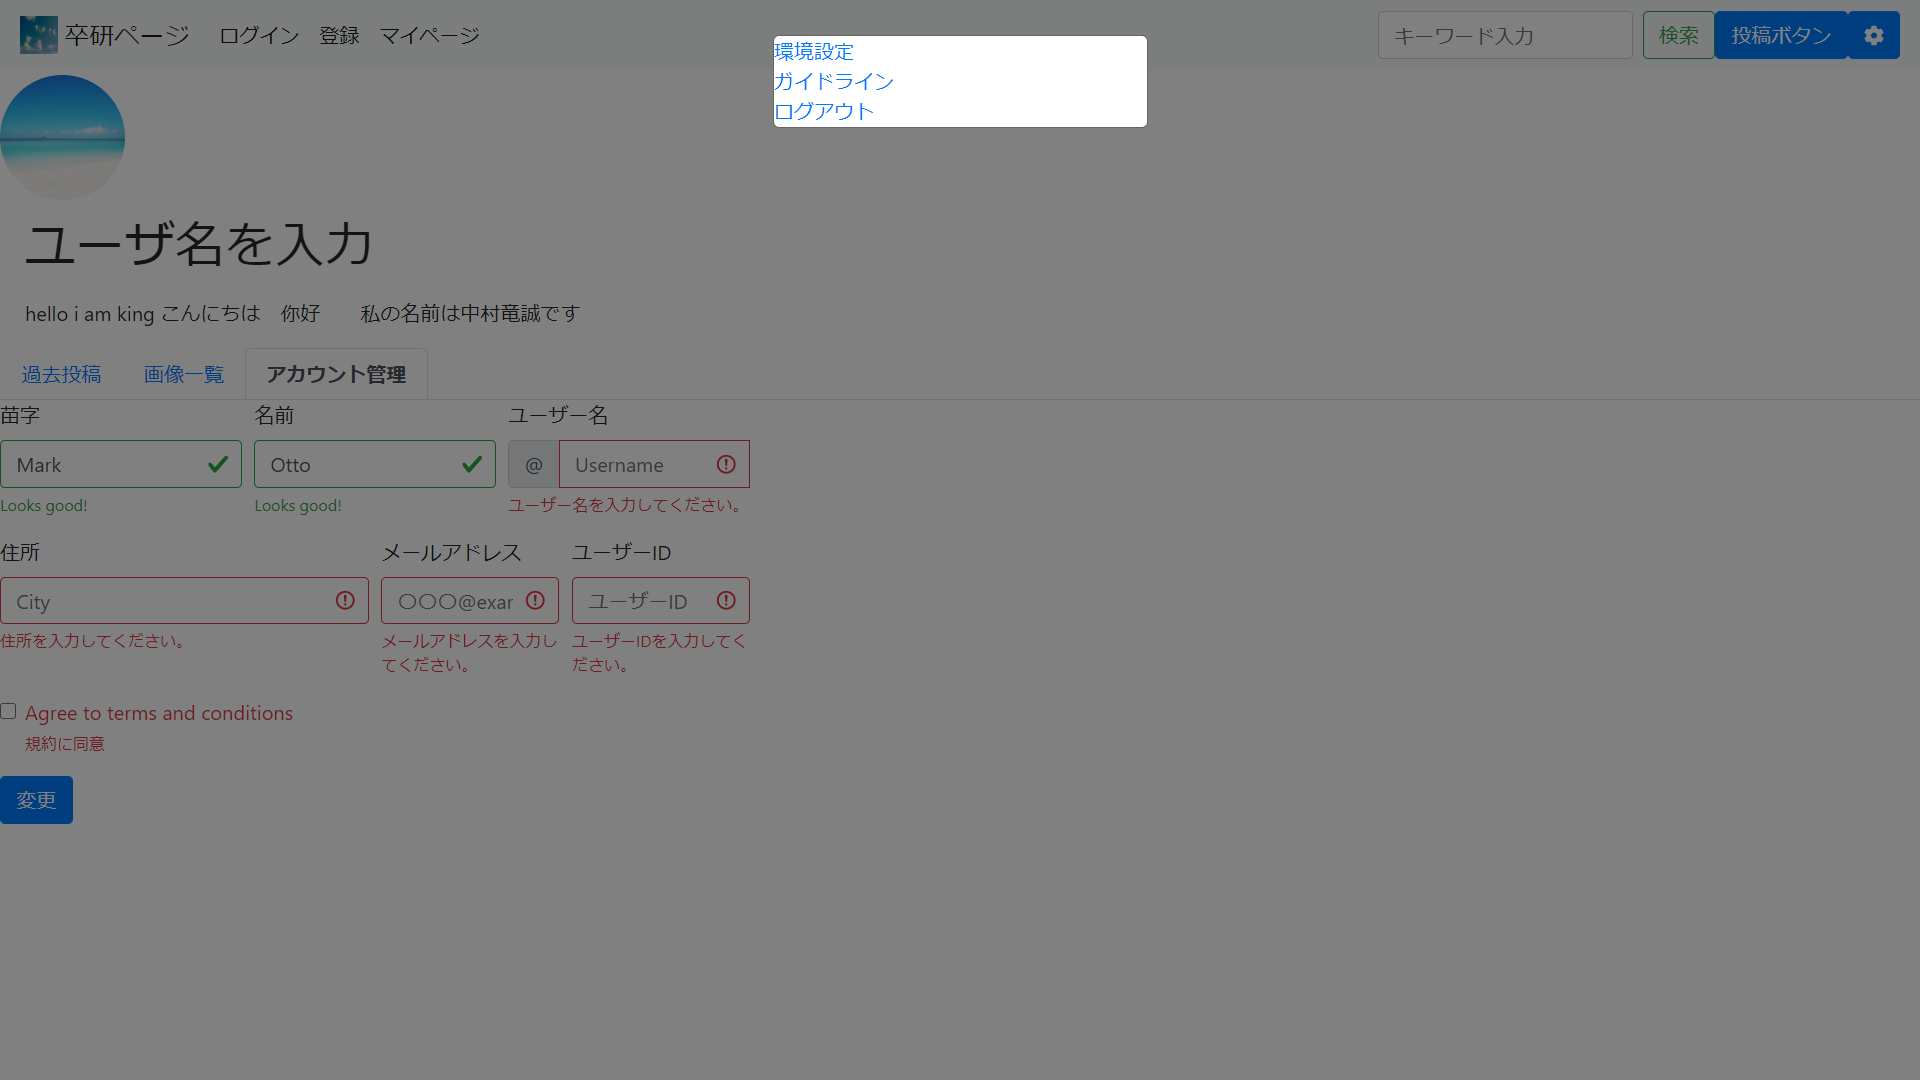 卒研ページ ログイン 登録 マイページ キーワード入力 検索 投稿ボタン
環境設定
ガイドライン
ログアウト
ユーザ名を入力
hello i am king こんにちは　你好　　私の名前は中村竜誠です
過去投稿 画像一覧 アカウント管理
苗字 名前 ユーザー名
Mark Otto @ Username
Looks good! Looks good! ユーザー名を入力してください。
住所 メールアドレス ユーザーID
City 〇〇〇@exar ユーザーID
住所を入力してください。 メールアドレスを入力し ユーザーIDを入力してく
てください。 ださい。
Agree to terms and conditions
規約に同意
変更